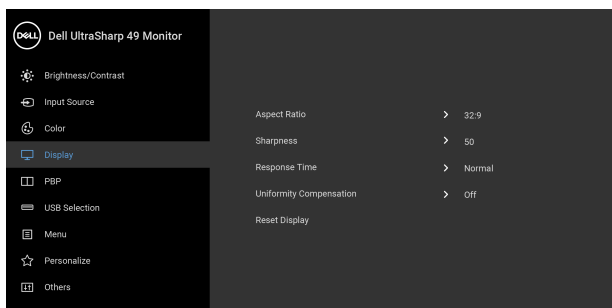 DELL Dell UltraSharp 49 Monitor
Brightness/Contrast
Input Source
Color
Display
PBP
USB Selection
Menu
Personalize
Others
Aspect Ratio 32:9
Sharpness 50
Response Time Normal
Uniformity Compensation Off
Reset Display